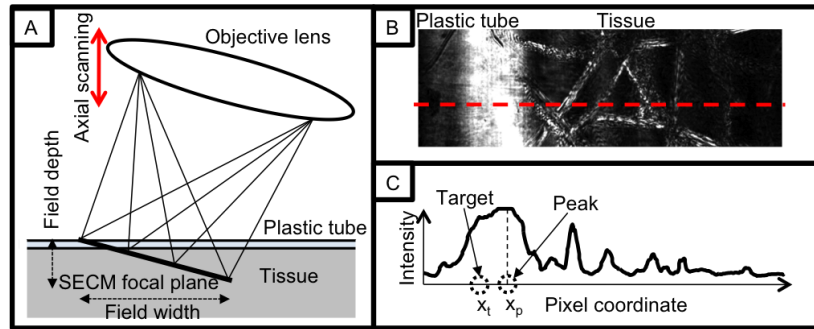 A
Objective lens
Axial scanning
Field depth
Plastic tube
SECM focal plane
Tissue
Field width
B
Plastic tube
Tissue
C
Target
Peak
Intensity
xt
xp
Pixel coordinate